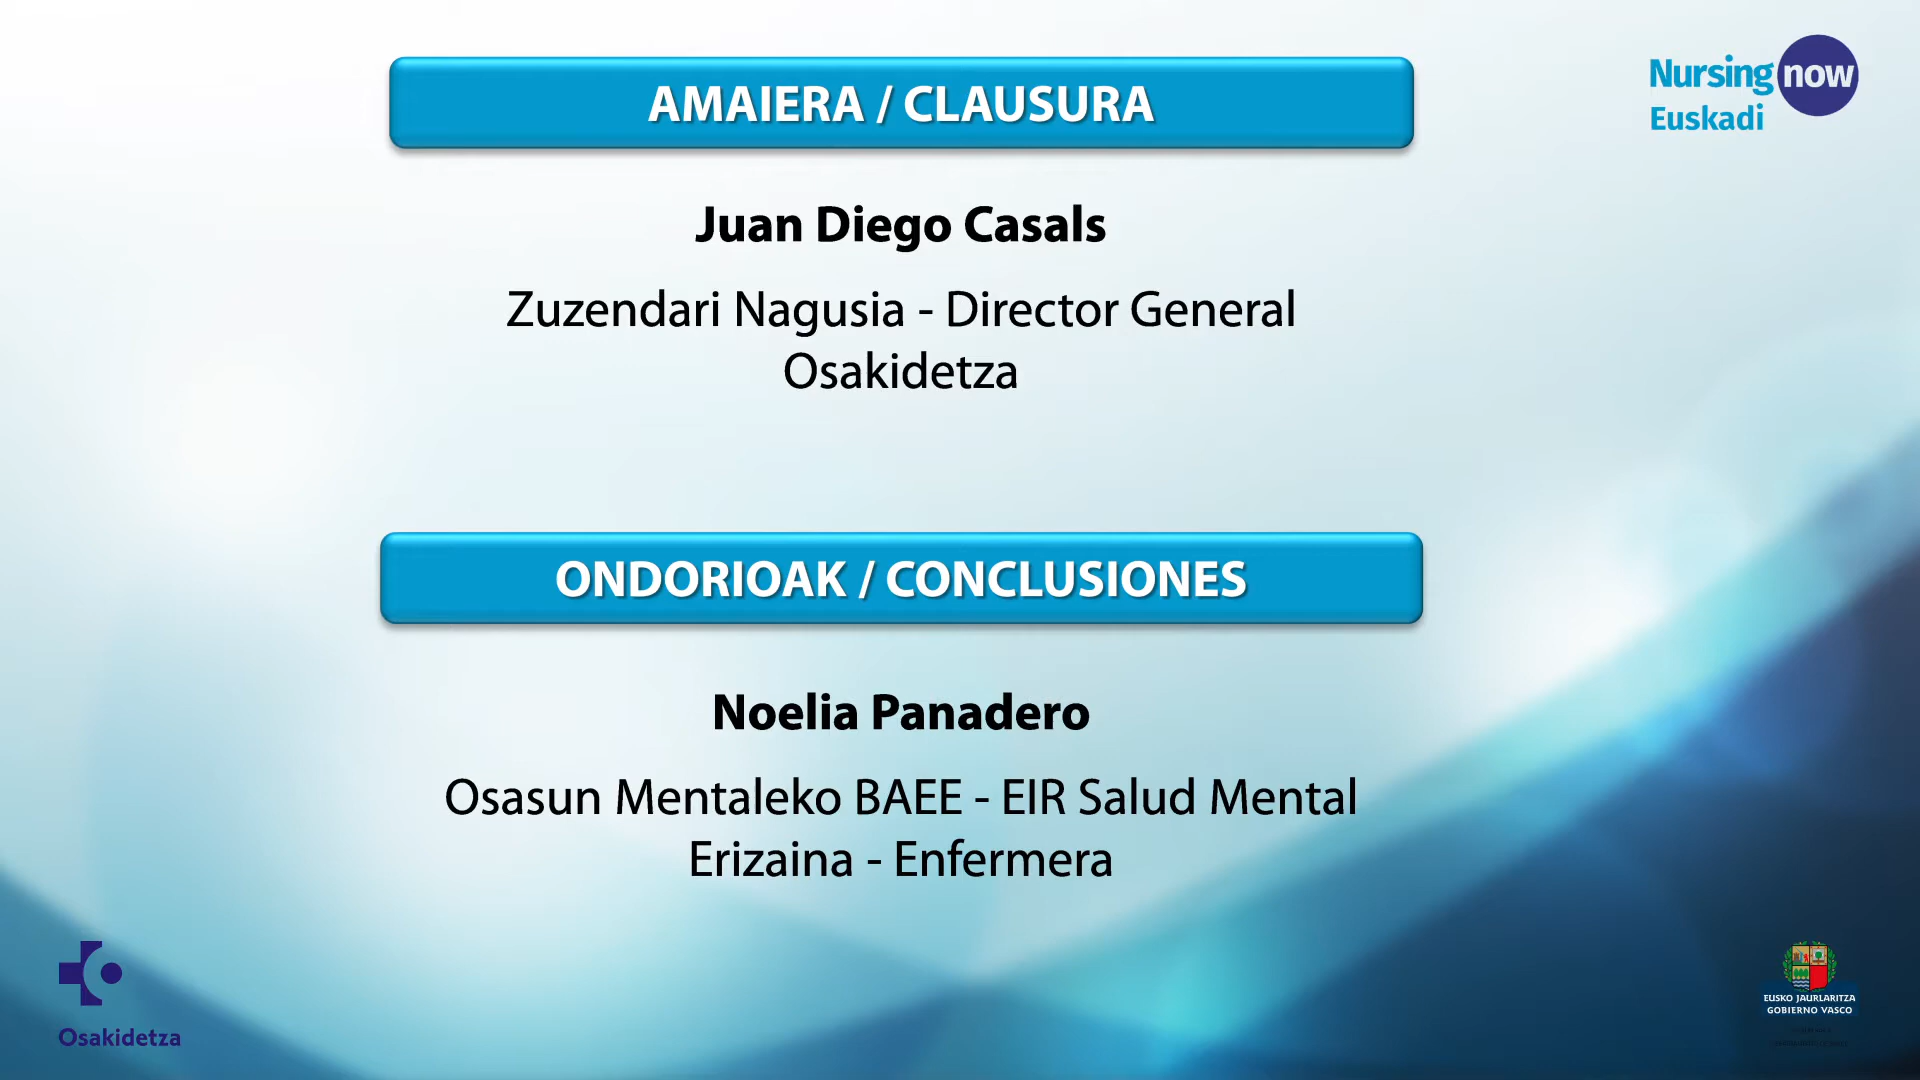 AMAIERA / CLAUSURA
Nursing now
Euskadi
Juan Diego Casals
Zuzendari Nagusia - Director General
Osakidetza
ONDORIOAK / CONCLUSIONES
Noelia Panadero
Osasun Mentaleko BAEE - EIR Salud Mental
Erizaina - Enfermera
Osakidetza
EUSKO JAURLARITZA
GOBIERNO VASCO